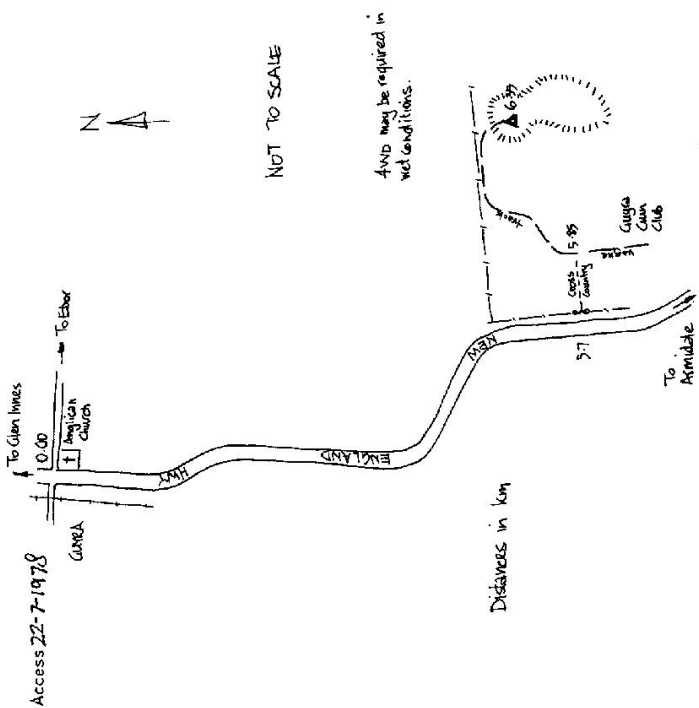 Access 22-7-1978
To Glen Innes
0.00
To Ebor
Anglican
Church
GUYRA
N
NOT TO SCALE
4WD may be required in
wet conditions.
HWY
ENGLAND
NEW
5.7
Cross
Country
5.85
track
track
Guyra
Gun
Club
To
Armidale
Distances in km